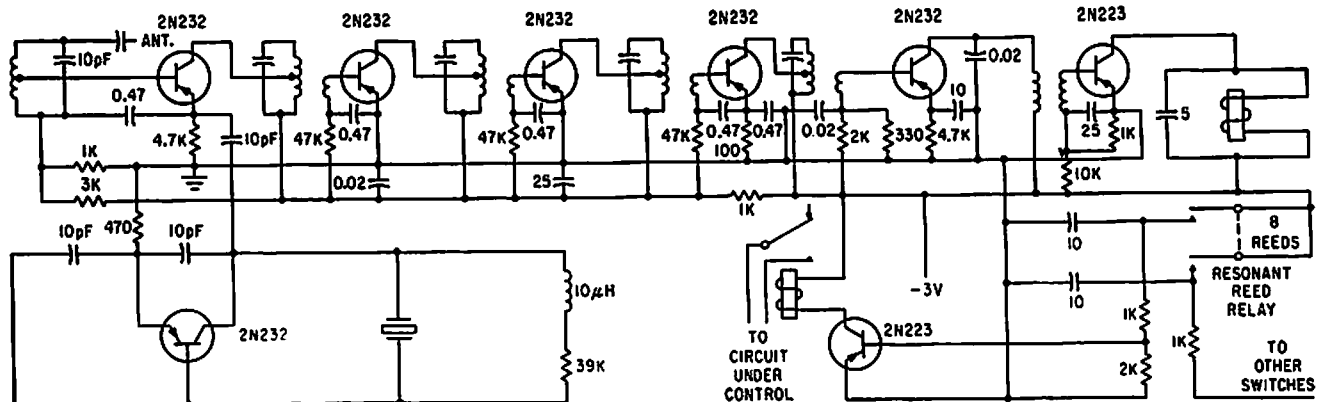 2N232
2N232
2N232
2N232
2N232
2N223
ANT.
10pF
0.02
0.47
10
5
4.7K
10pF
47K
0.47
47K
0.47
47K
0.47
0.47
100
0.02
2K
330
4.7K
25
1K
1K
3K
0.02
25
1K
10K
470
10pF
10pF
10
8
REEDS
10μH
-3V
10
RESONANT
REED
RELAY
2N232
39K
TO
CIRCUIT
UNDER
CONTROL
2N223
1K
2K
1K
TO
OTHER
SWITCHES